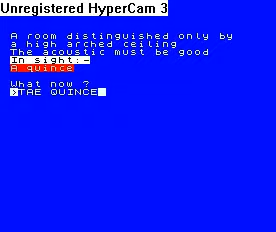 Unregistered HyperCam 3
A room distinguished only by
a high arched ceiling
The acoustic must be good
In sight:-
A quince
What now ?
>TAE QUINCE